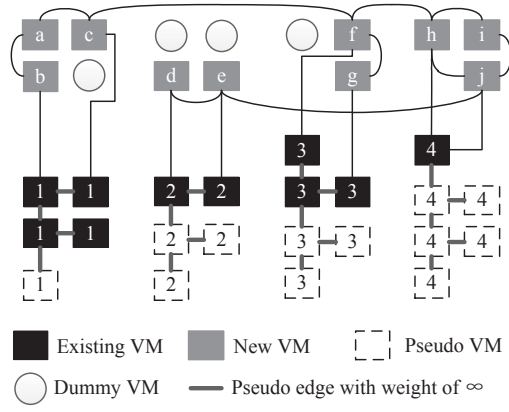 a c f h i
b d e g j
3 4
1 1 2 2 3 3 4 4
1 1 2 2 3 3 4 4
1 2 3 4
Existing VM New VM Pseudo VM
Dummy VM Pseudo edge with weight of ∞